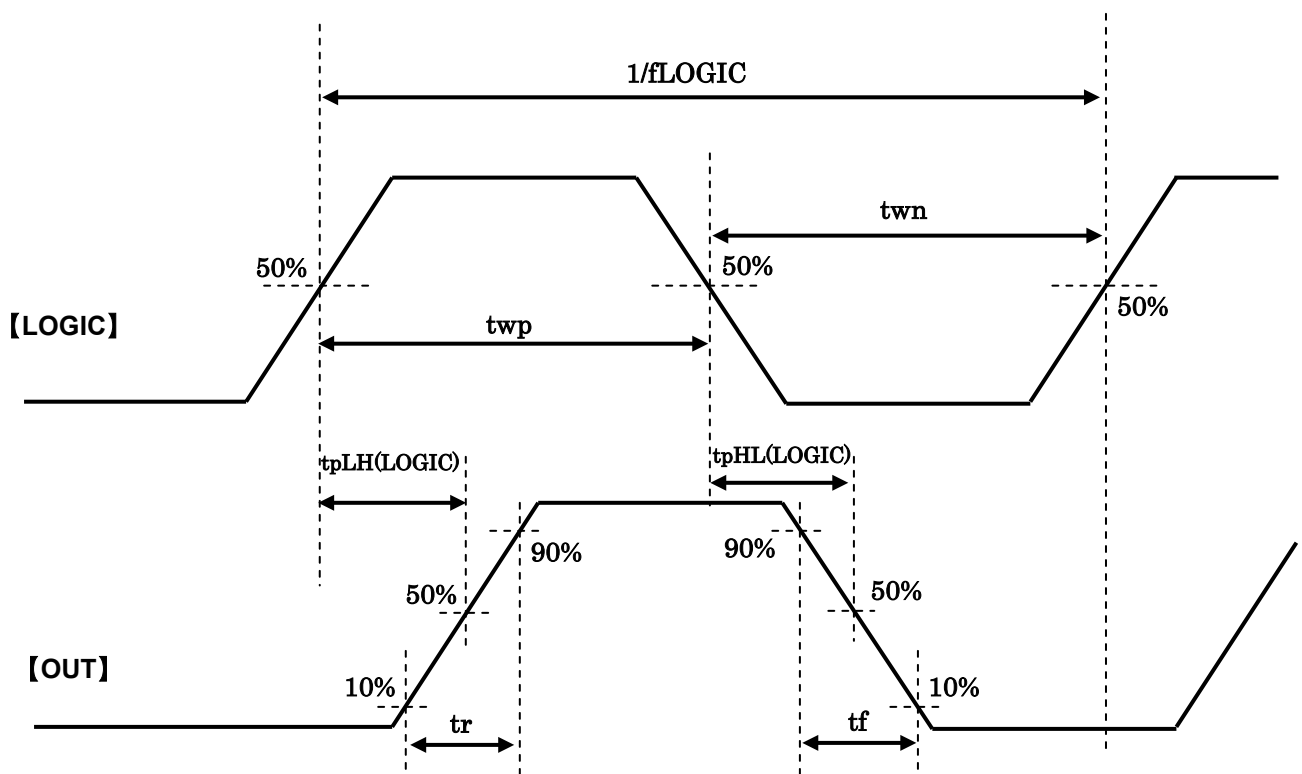 1/fLOGIC
twn
50%
50%
50%
【LOGIC】
twp
tpLH(LOGIC)
tpHL(LOGIC)
90%
90%
50%
50%
【OUT】
10%
10%
tr
tf